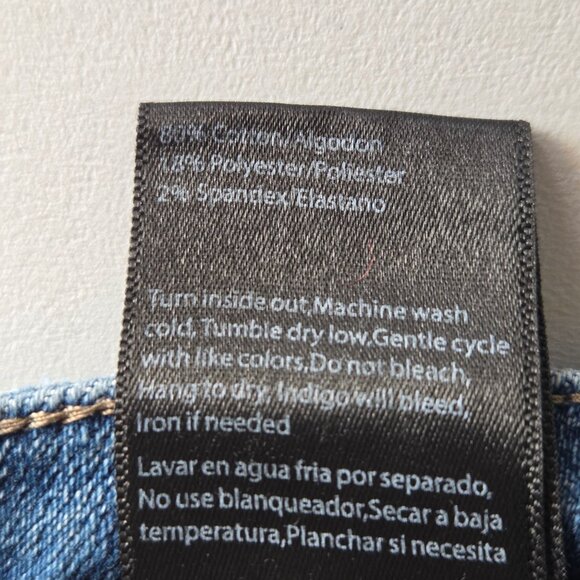 80% Cotton/Algodon
18% Polyester/Poliester
2% Spandex/Elastano
Turn inside out,Machine wash
cold.Tumble dry low.Gentle cycle
with like colors.Do not bleach,
Hang to dry. Indigo will bleed,
Iron if needed
Lavar en agua fria por separado,
No use blanqueador,Secar a baja
temperatura,Planchar si necesita